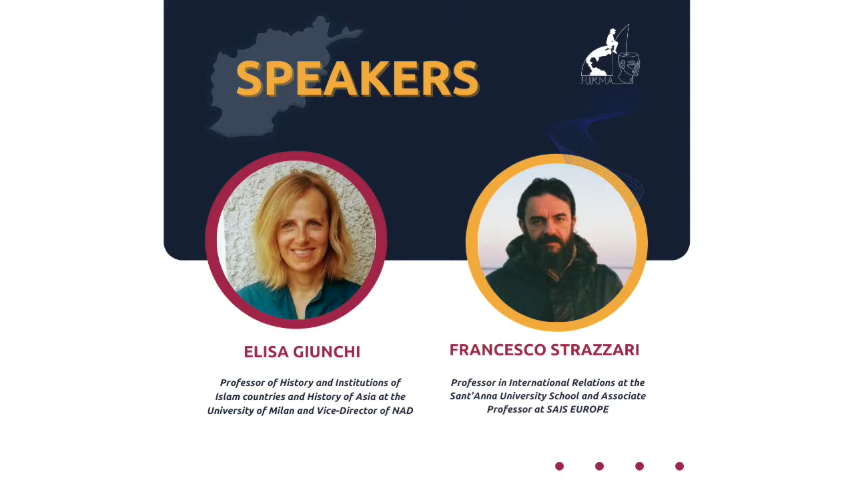 SPEAKERS
HIKMA
ELISA GIUNCHI
Professor of History and Institutions of
Islam countries and History of Asia at the
University of Milan and Vice-Director of NAD
FRANCESCO STRAZZARI
Professor in International Relations at the
Sant'Anna University School and Associate
Professor at SAIS EUROPE